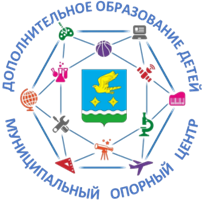 ДОПОЛНИТЕЛЬНОЕ ОБРАЗОВАНИЕ ДЕТЕЙ
МУНИЦИПАЛЬНЫЙ ОПОРНЫЙ ЦЕНТР